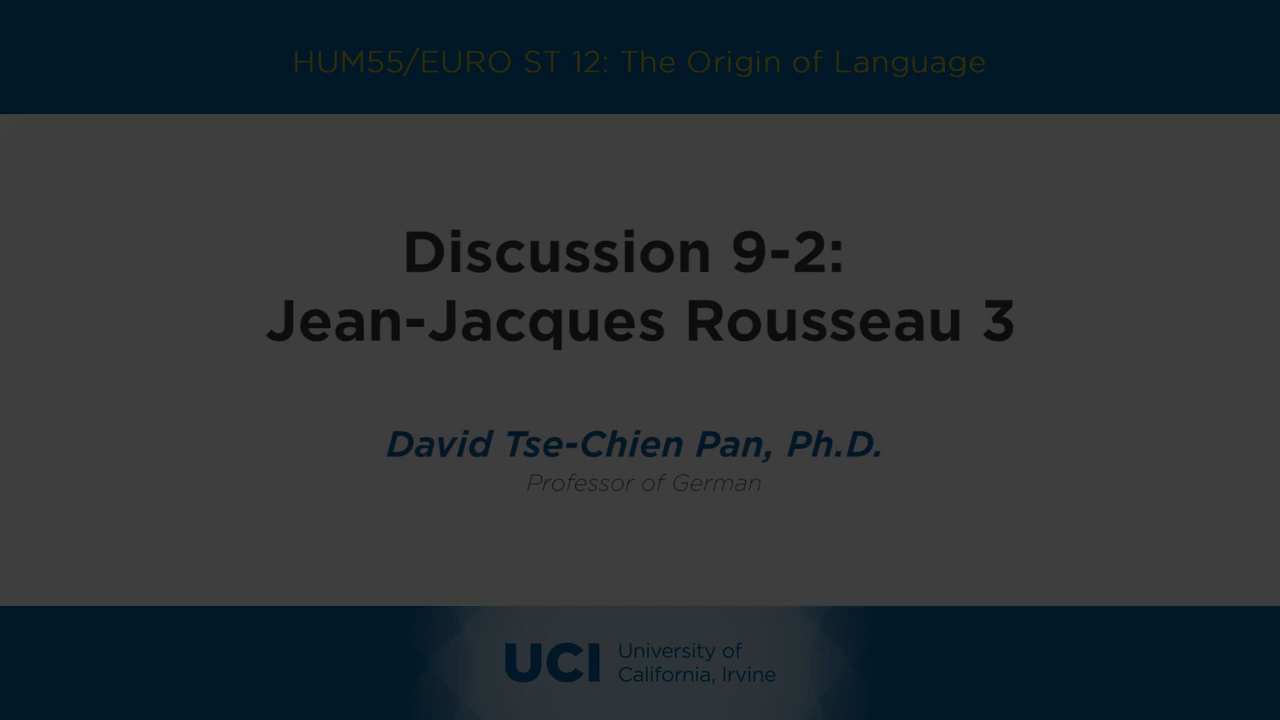 HUM55/EURO ST 12: The Origin of Language
Discussion 9-2:
Jean-Jacques Rousseau 3
David Tse-Chien Pan, Ph.D.
Professor of German
UCI University of
California, Irvine